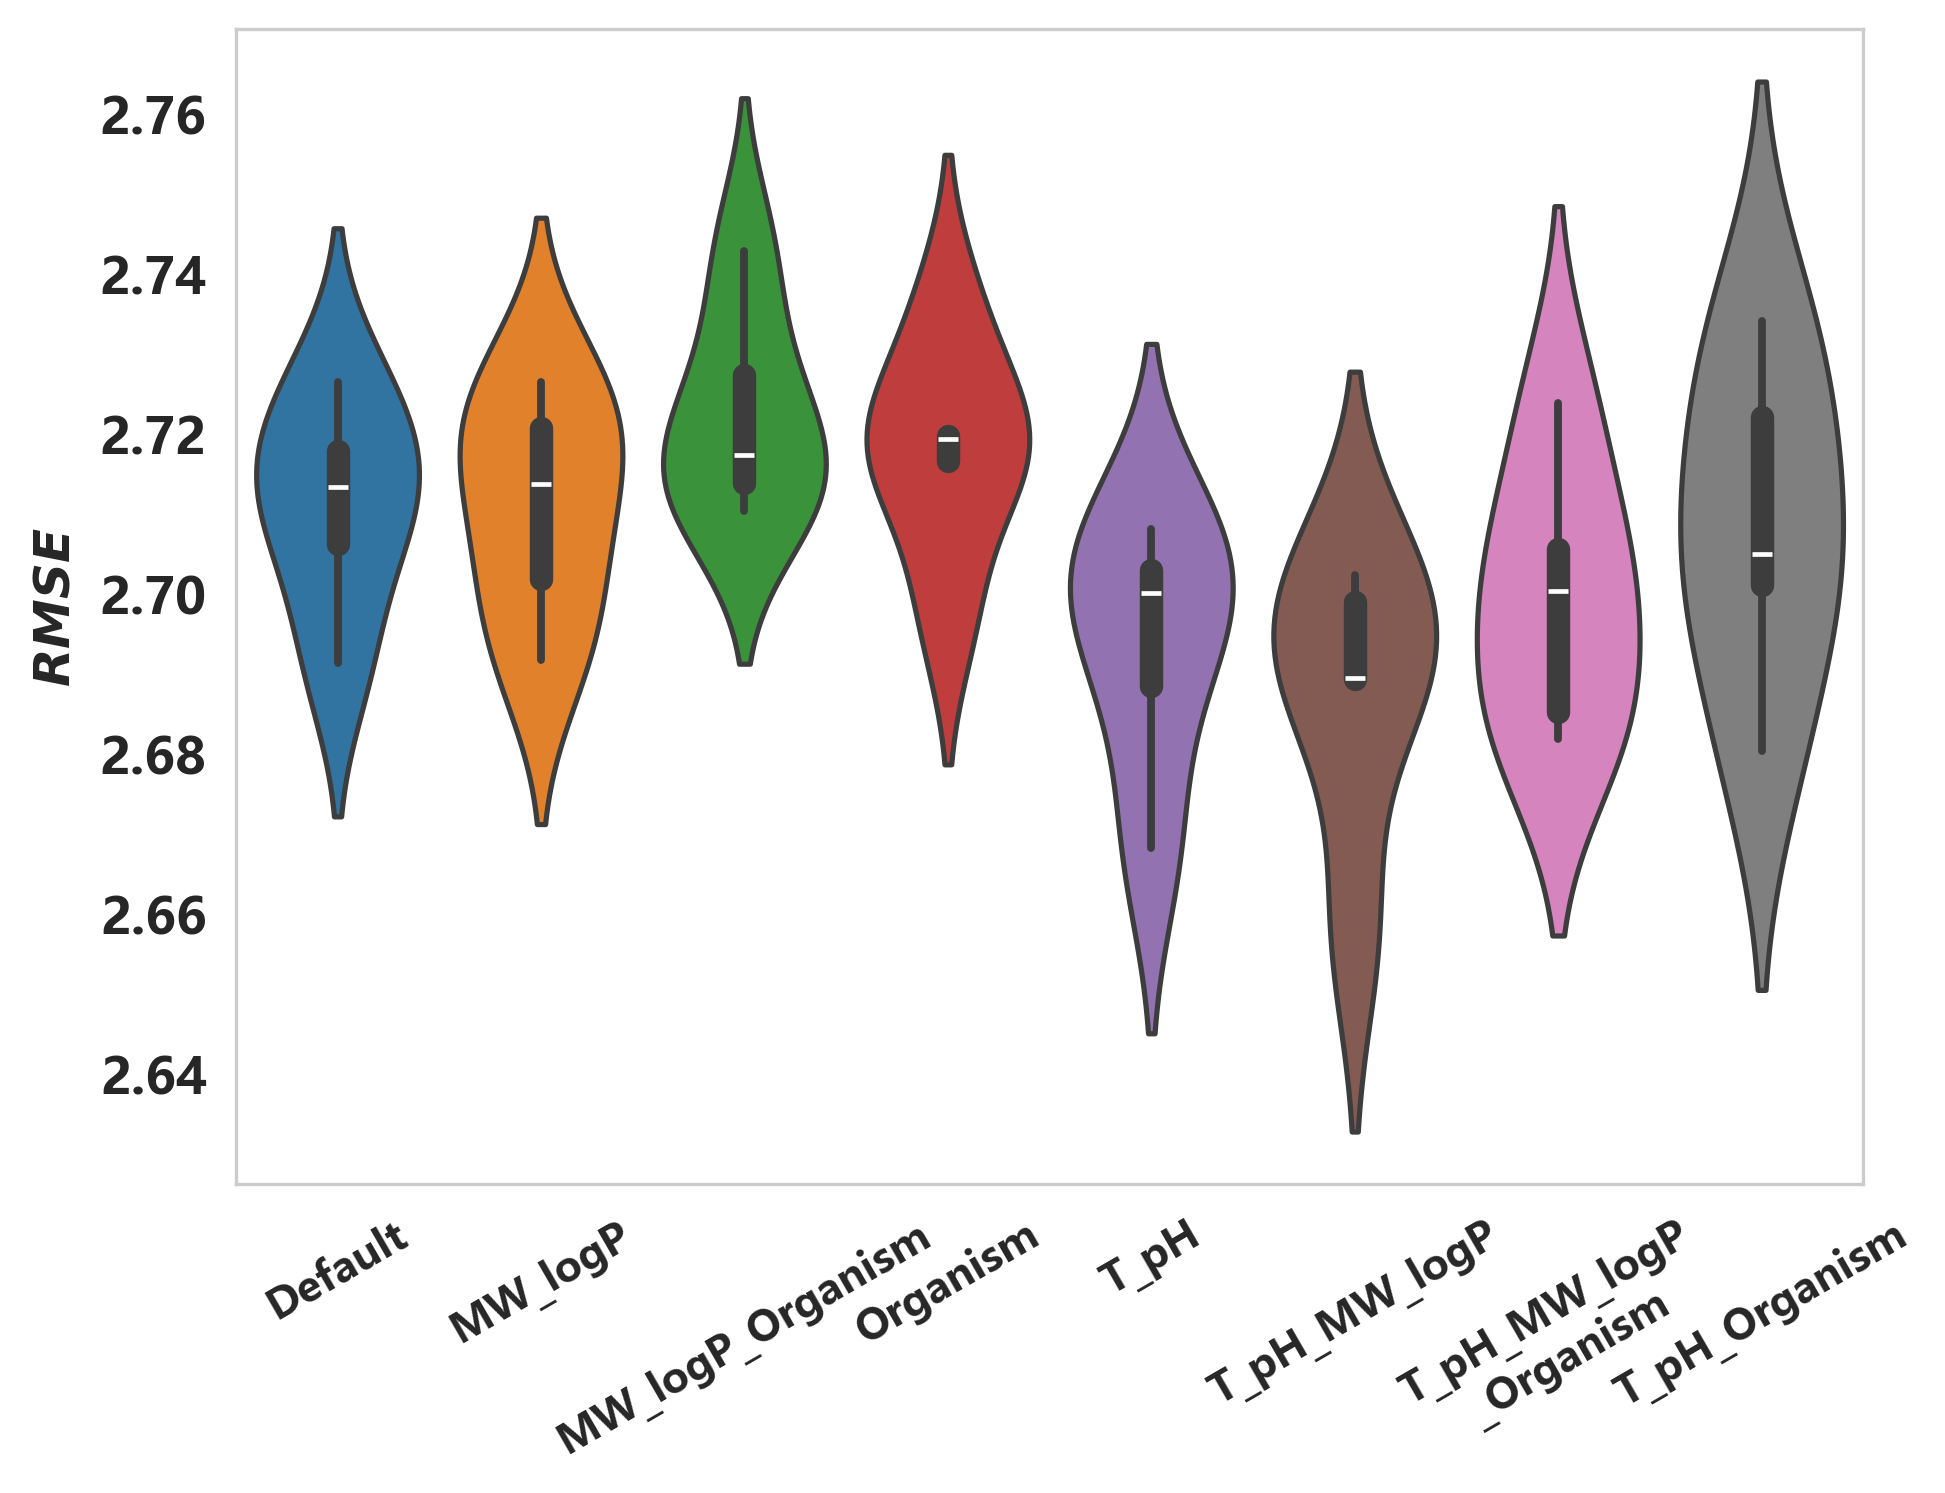 2.76
2.74
2.72
2.70
2.68
2.66
2.64
RMSE
Default
MW_logP
MW_logP_Organism
Organism
T_pH
T_pH_MW_logP
T_pH_MW_logP
_Organism
T_pH_Organism